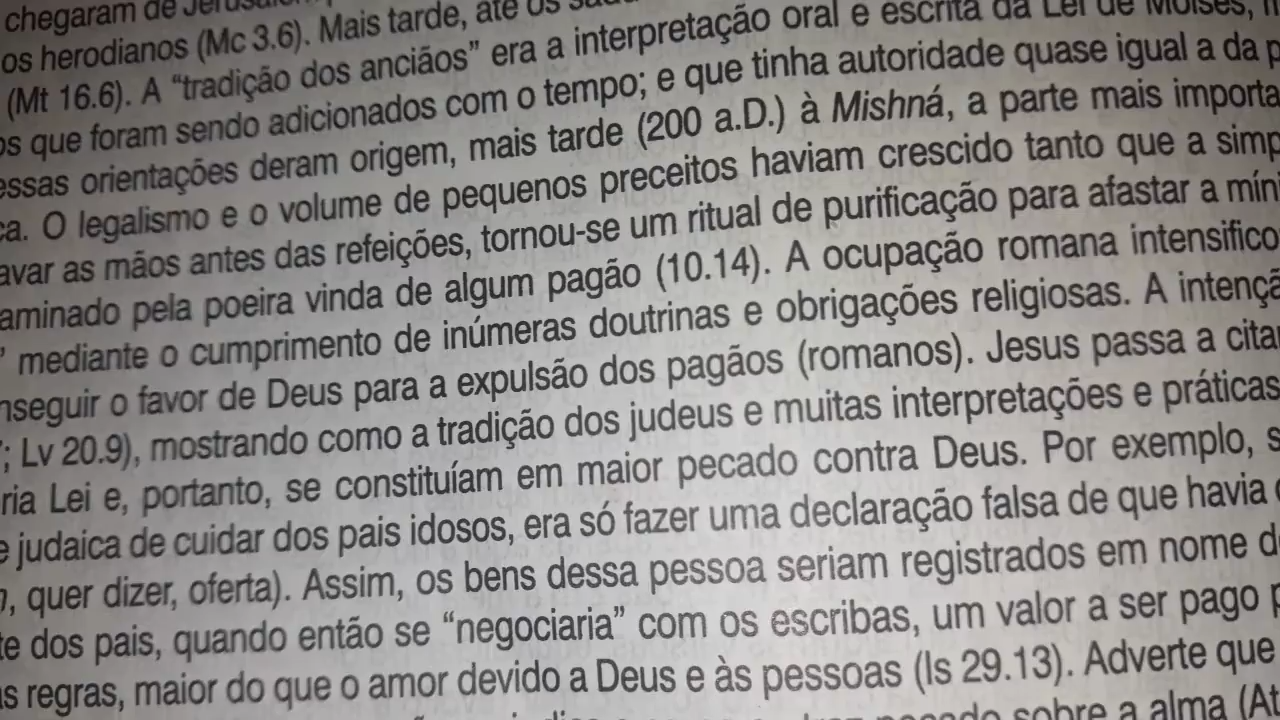 chegaram de
os herodianos (Mc 3.6). Mais tarde, até os
(Mt 16.6). A “tradição dos anciãos” era a interpretação oral e escrita da Lei de Moisés,
os que foram sendo adicionados com o tempo; e que tinha autoridade quase igual a da p
essas orientações deram origem, mais tarde (200 a.D.) à Mishná, a parte mais importa
ca. O legalismo e o volume de pequenos preceitos haviam crescido tanto que a simp
avar as mãos antes das refeições, tornou-se um ritual de purificação para afastar a míni
aminado pela poeira vinda de algum pagão (10.14). A ocupação romana intensifico
” mediante o cumprimento de inúmeras doutrinas e obrigações religiosas. A intençã
nseguir o favor de Deus para a expulsão dos pagãos (romanos). Jesus passa a citar
; Lv 20.9), mostrando como a tradição dos judeus e muitas interpretações e práticas
ria Lei e, portanto, se constituíam em maior pecado contra Deus. Por exemplo, s
e judaica de cuidar dos pais idosos, era só fazer uma declaração falsa de que havia
, quer dizer, oferta). Assim, os bens dessa pessoa seriam registrados em nome d
te dos pais, quando então se “negociaria” com os escribas, um valor a ser pago p
as regras, maior do que o amor devido a Deus e às pessoas (Is 29.13). Adverte que
pecado sobre a alma (At